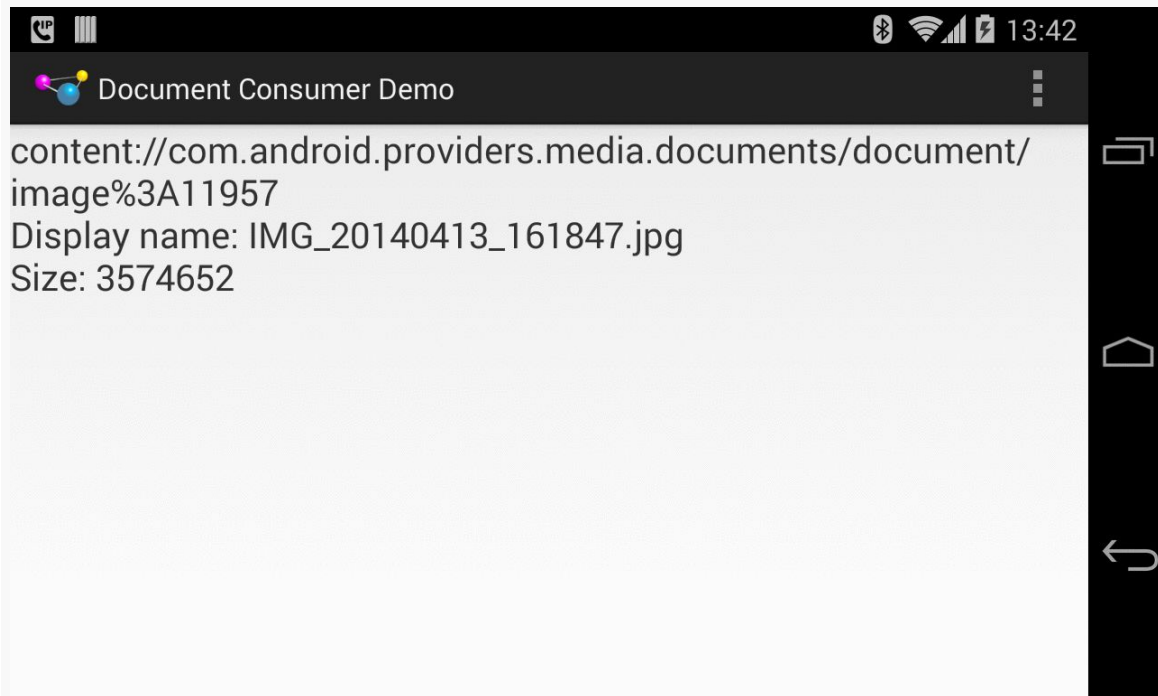 IP
13:42
Document Consumer Demo
content://com.android.providers.media.documents/document/
image%3A11957
Display name: IMG_20140413_161847.jpg
Size: 3574652